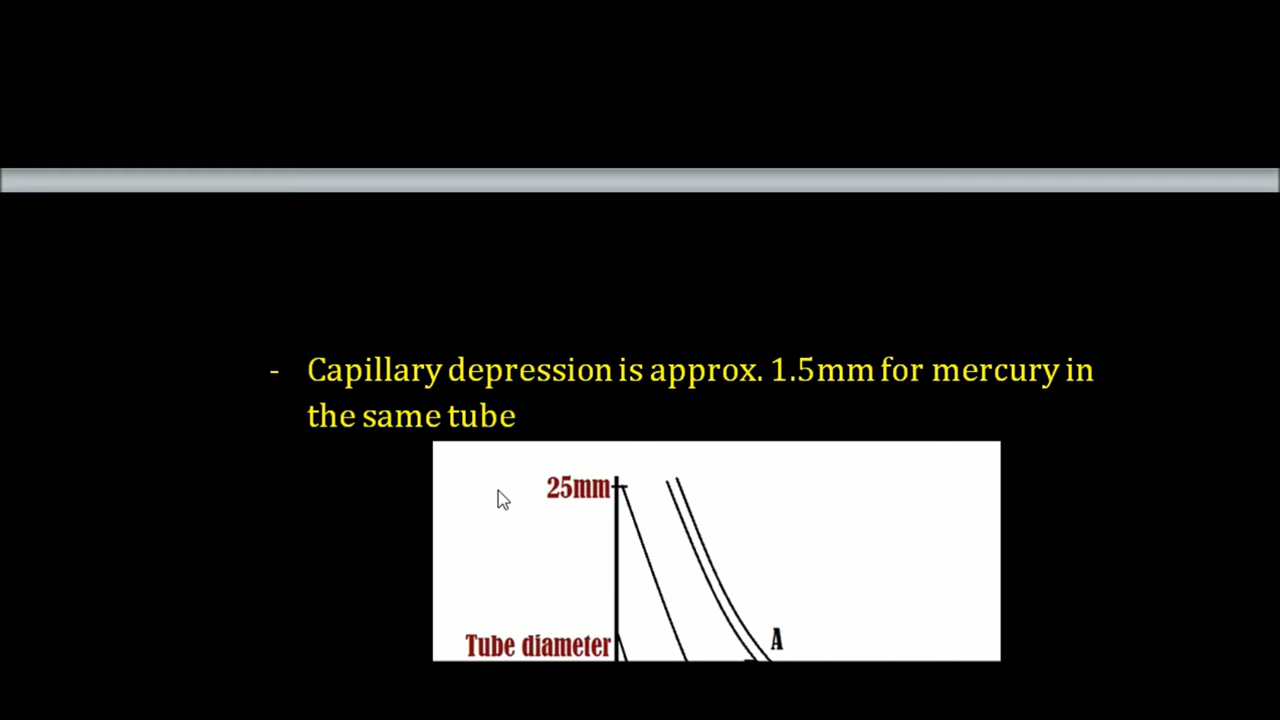 - Capillary depression is approx. 1.5mm for mercury in
the same tube
25mm
Tube diameter
A